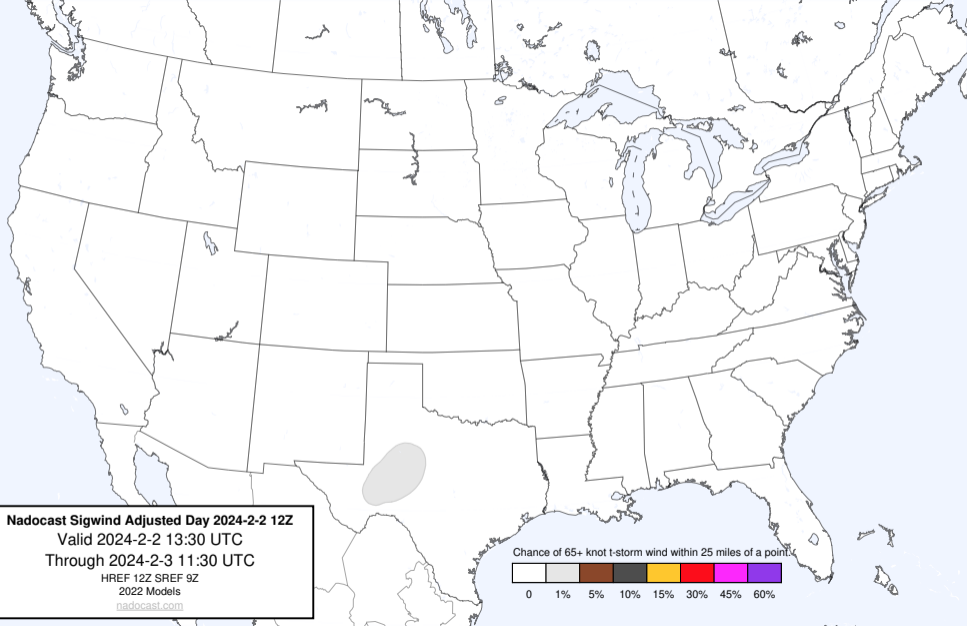 Nadocast Sigwind Adjusted Day 2024-2-2 12Z
Valid 2024-2-2 13:30 UTC
Through 2024-2-3 11:30 UTC
HREF 12Z SREF 9Z
2022 Models
nadocast.com
Chance of 65+ knot t-storm wind within 25 miles of a point.
0 1% 5% 10% 15% 30% 45% 60%